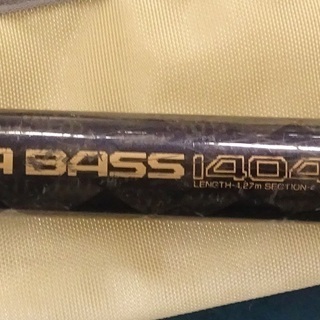 A BASS 1404
LENGTH-1.27m SECTION-